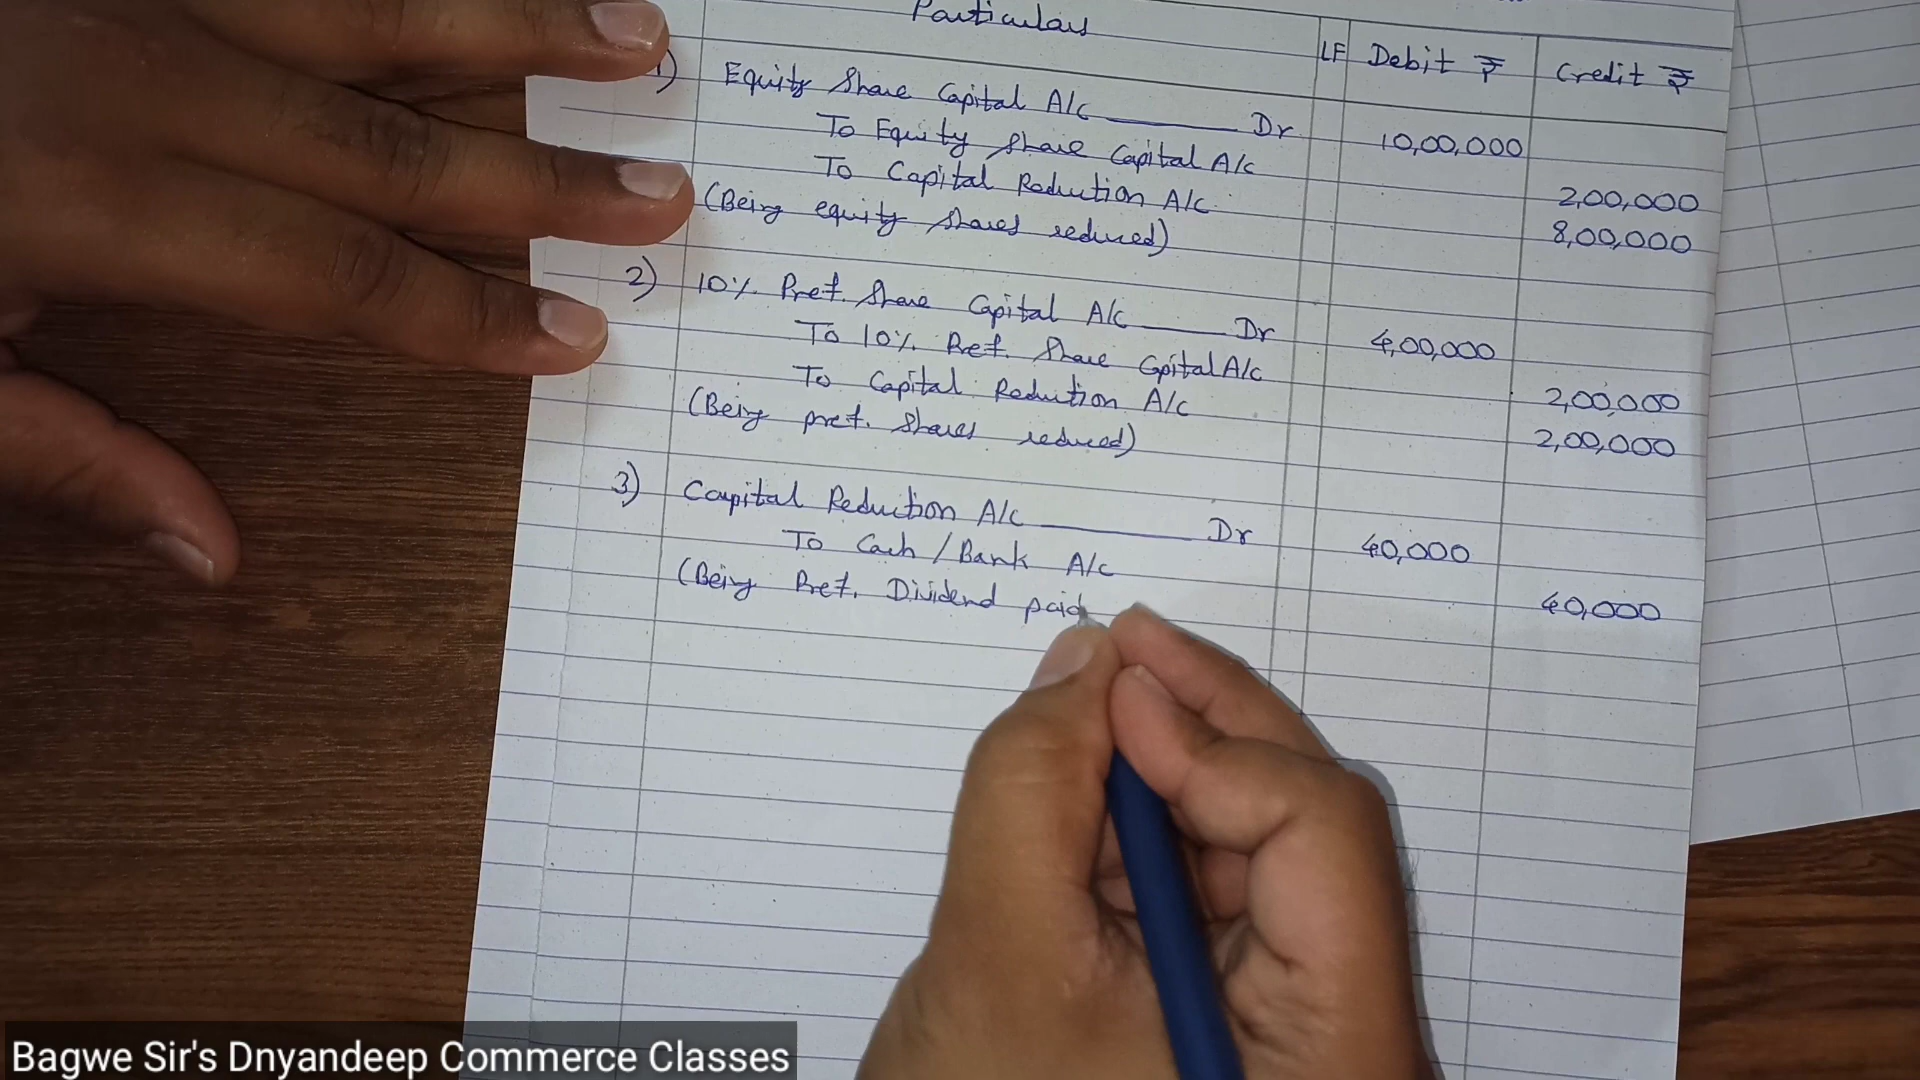 Particulars LF Debit ₹ Credit ₹
1) Equity Share Capital A/c ______ Dr 10,00,000
To Equity Share Capital A/c 2,00,000
To Capital Reduction A/c 8,00,000
(Being equity shares reduced)
2) 10% Pref. Share Capital A/c ______ Dr 4,00,000
To 10% Pref. Share Capital A/c 2,00,000
To Capital Reduction A/c 2,00,000
(Being pref. shares reduced)
3) Capital Reduction A/c ______ Dr 40,000
To Cash / Bank A/c 40,000
(Being Pref. Dividend paid
Bagwe Sir's Dnyandeep Commerce Classes